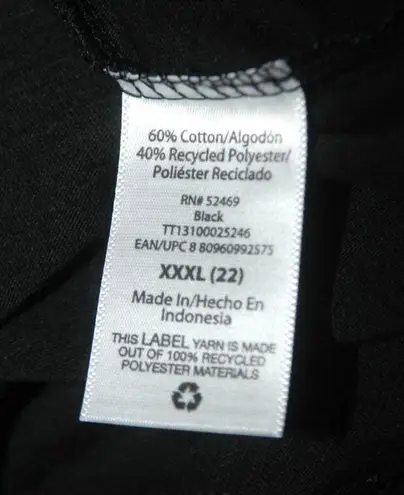 60% Cotton/Algodón
40% Recycled Polyester/
Poliéster Reciclado
RN# 52469
Black
TT13100025246
EAN/UPC 8 80960992575
XXXL (22)
Made In/Hecho En
Indonesia
THIS LABEL YARN IS MADE
OUT OF 100% RECYCLED
POLYESTER MATERIALS